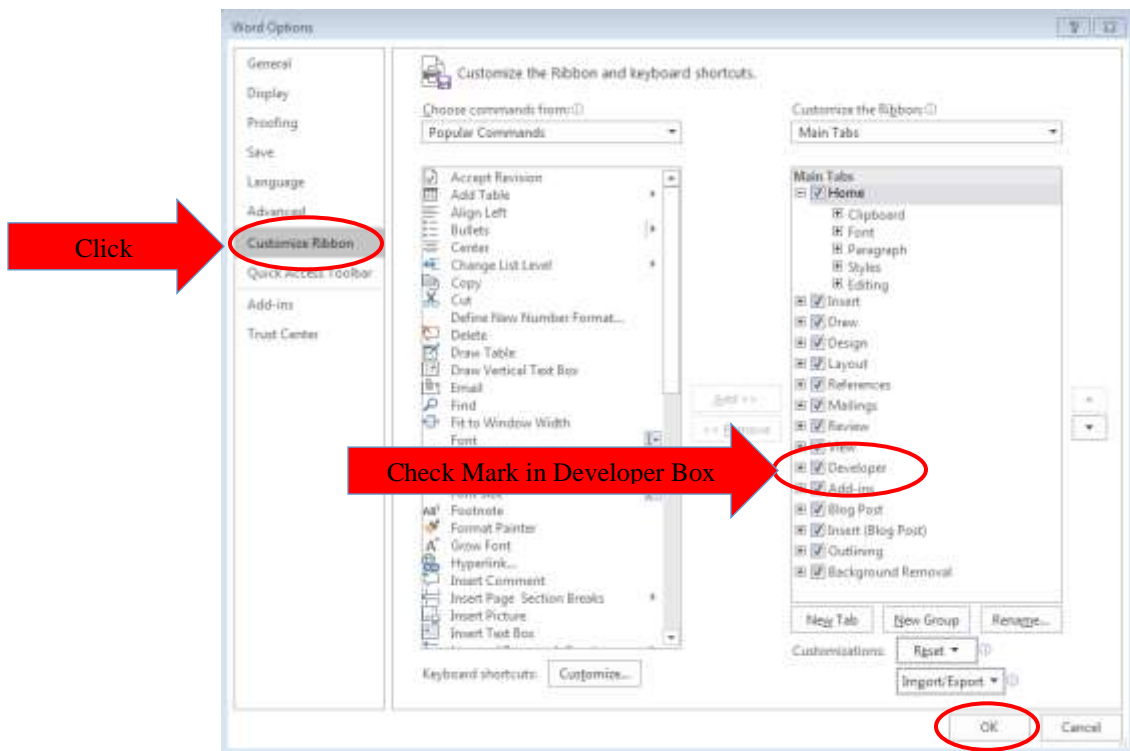 Word Options
General
Display
Proofing
Save
Language
Advanced
Customize Ribbon
Quick Access Toolbar
Add-ins
Trust Center
Click
Customize the Ribbon and keyboard shortcuts.
Choose commands from:
Popular Commands
Accept Revision
Add Table
Align Left
Bullets
Center
Change List Level
Copy
Cut
Define New Number Format...
Delete
Draw Table
Draw Vertical Text Box
Email
Find
Fit to Window Width
Font
Check Mark in Developer Box
Font Size
Footnote
Format Painter
Grow Font
Hyperlink...
Insert Comment
Insert Page Section Breaks
Insert Picture
Insert Text Box
Keyboard shortcuts: Customize...
Add >>
<< Remove
Customize the Ribbon:
Main Tabs
Main Tabs
Home
Clipboard
Font
Paragraph
Styles
Editing
Insert
Draw
Design
Layout
References
Mailings
Review
View
Developer
Add-ins
Blog Post
Insert (Blog Post)
Outlining
Background Removal
New Tab New Group Rename...
Customizations: Reset
Import/Export
OK Cancel